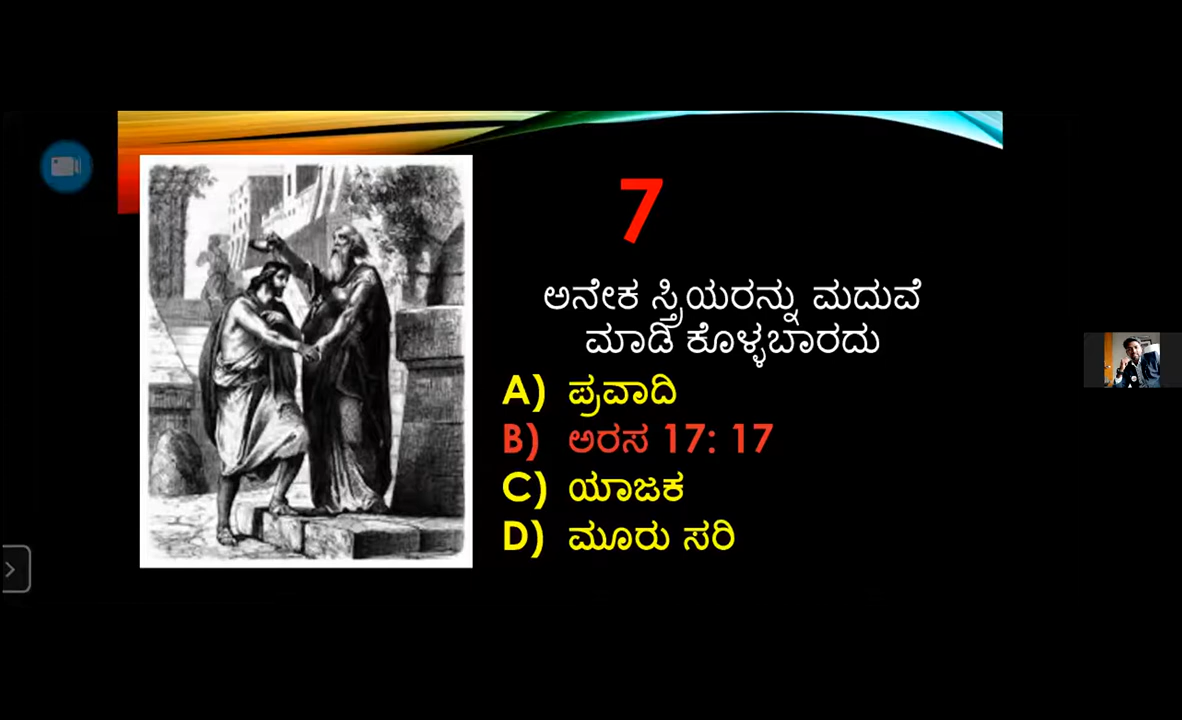 7
ಅನೇಕ ಸ್ತ್ರಿಯರನ್ನು ಮದುವೆ
ಮಾಡಿ ಕೊಳ್ಳಬಾರದು
A) ಪ್ರವಾದಿ
B) ಅರಸ 17: 17
C) ಯಾಜಕ
D) ಮೂರು ಸರಿ